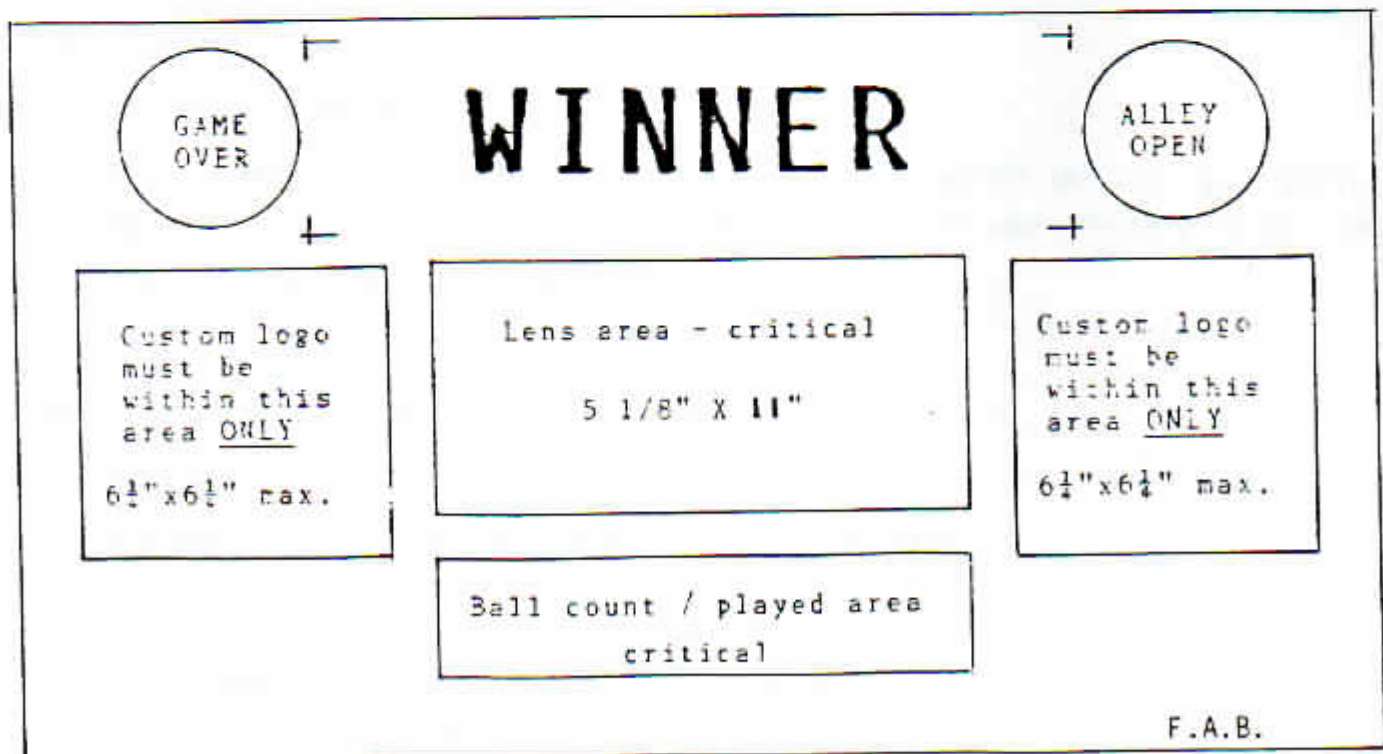 GAME
OVER
WINNER
ALLEY
OPEN
Custom logo
must be
within this
area ONLY
6¼"x6¼" max.
Lens area - critical
5 1/8" X 11"
Custom logo
must be
within this
area ONLY
6¼"x6¼" max.
Ball count / played area
critical
F.A.B.